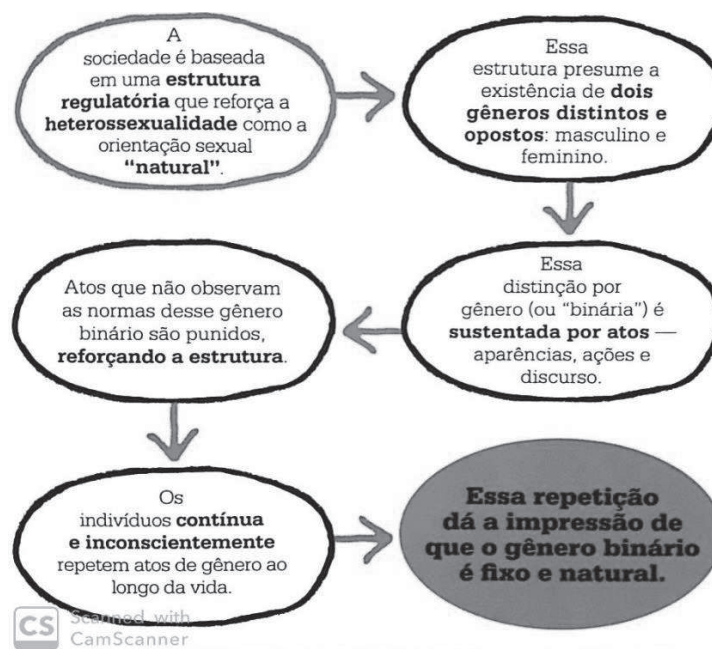 A
sociedade é baseada
em uma estrutura
regulatória que reforça a
heterossexualidade como a
orientação sexual
“natural”.
Essa
estrutura presume a
existência de dois
gêneros distintos e
opostos: masculino e
feminino.
Essa
distinção por
gênero (ou “binária”) é
sustentada por atos —
aparências, ações e
discurso.
Atos que não observam
as normas desse gênero
binário são punidos,
reforçando a estrutura.
Os
indivíduos contínua
e inconscientemente
repetem atos de gênero ao
longo da vida.
Essa repetição
dá a impressão de
que o gênero binário
é fixo e natural.
CS Scanned with
CamScanner